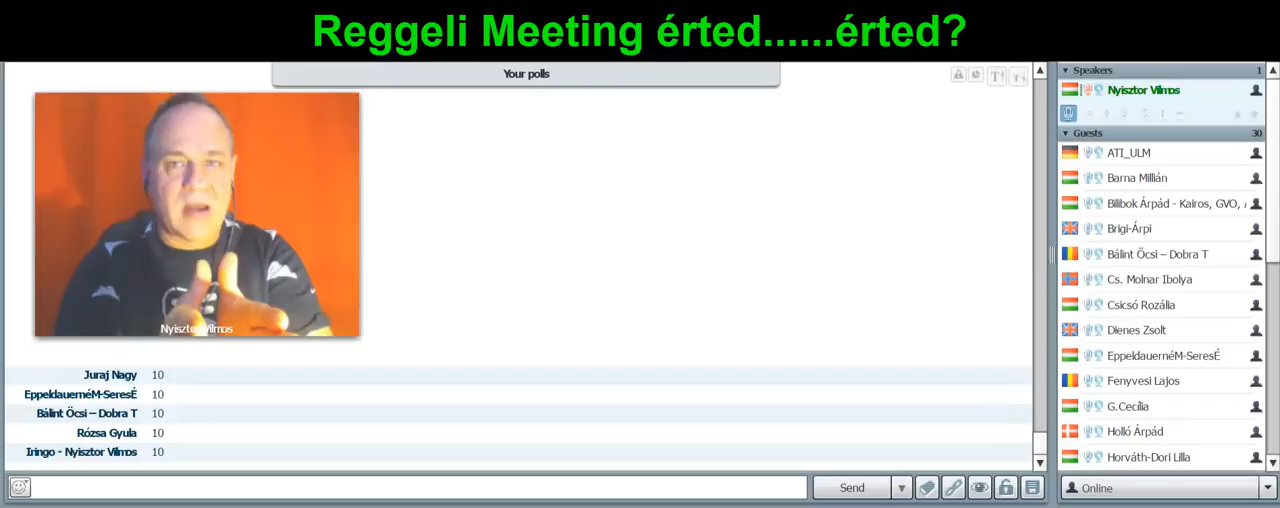 Reggeli Meeting érted......érted?
Your polls
Nyisztor Vilmos
Juraj Nagy 10
EppeldauernéM-SeresÉ 10
Bálint Öcsi – Dobra T 10
Rózsa Gyula 10
Iringo - Nyisztor Vilmos 10
Send
Speakers 1
Nyisztor Vilmos
Guests 30
ATI_ULM
Barna Millián
Bilibok Árpád - Kairos, GVO,
Brigi-Árpi
Bálint Öcsi – Dobra T
Cs. Molnar Ibolya
Csicsó Rozália
Dienes Zsolt
EppeldauernéM-SeresÉ
Fenyvesi Lajos
G.Cecília
Holló Árpád
Horváth-Dori Lilla
Online